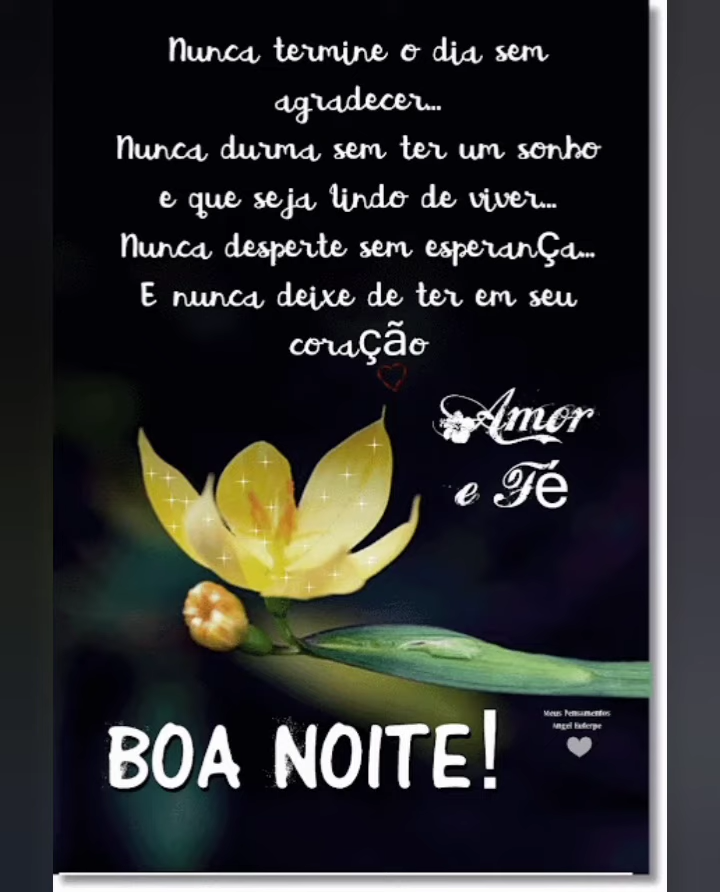 Nunca termine o dia sem
agradecer...
Nunca durma sem ter um sonho
e que seja lindo de viver...
Nunca desperte sem esperanÇa...
E nunca deixe de ter em seu
coraÇão
Amor
e Fé
Meus Pensamentos
Angel Euterpe
BOA NOITE!